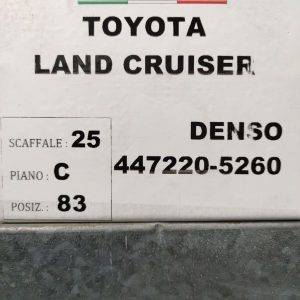 TOYOTA
LAND CRUISER
SCAFFALE : 25
PIANO : C
POSIZ. : 83
DENSO
447220-5260